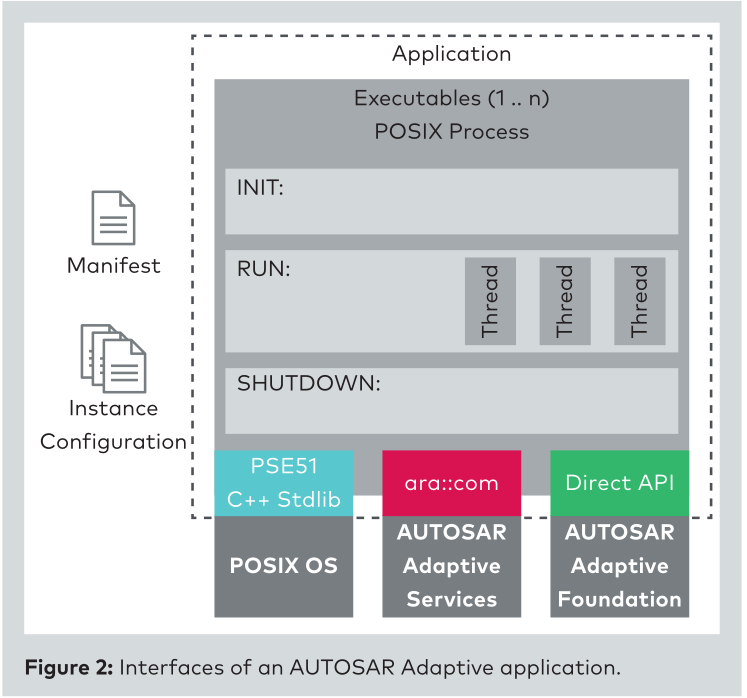 Application
Executables (1 .. n)
POSIX Process
INIT:
RUN:
Thread
Thread
Thread
SHUTDOWN:
Manifest
Instance
Configuration
PSE51
C++ Stdlib
ara::com
Direct API
POSIX OS
AUTOSAR
Adaptive
Services
AUTOSAR
Adaptive
Foundation
Figure 2: Interfaces of an AUTOSAR Adaptive application.